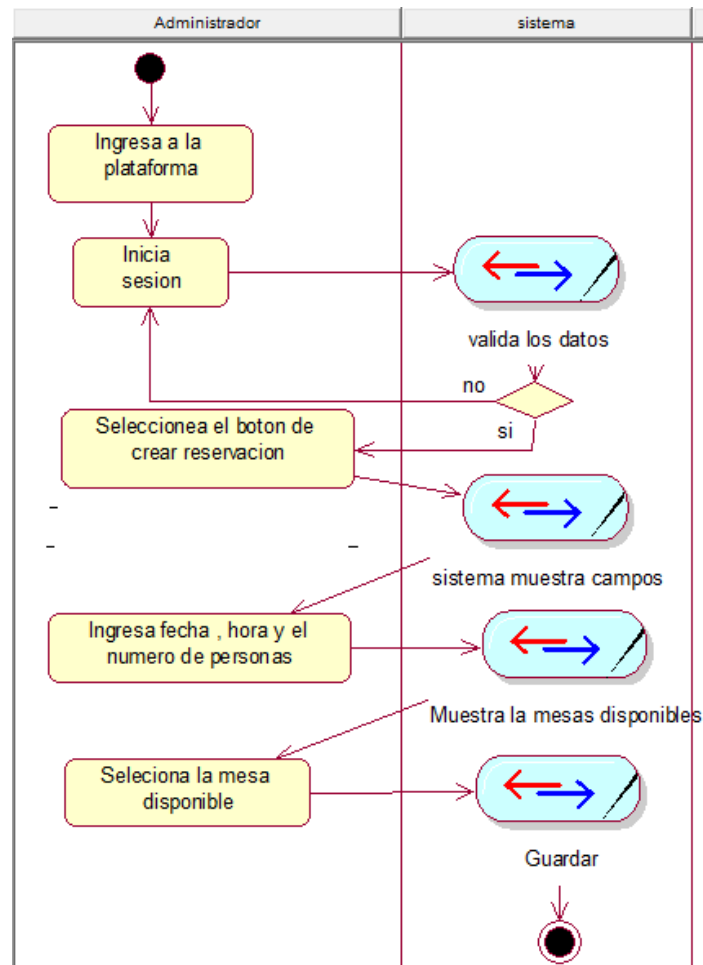 Administrador
sistema
Ingresa a la
plataforma
Inicia
sesion
valida los datos
no
si
Seleccionea el boton de
crear reservacion
sistema muestra campos
Ingresa fecha , hora y el
numero de personas
Muestra la mesas disponibles
Seleciona la mesa
disponible
Guardar